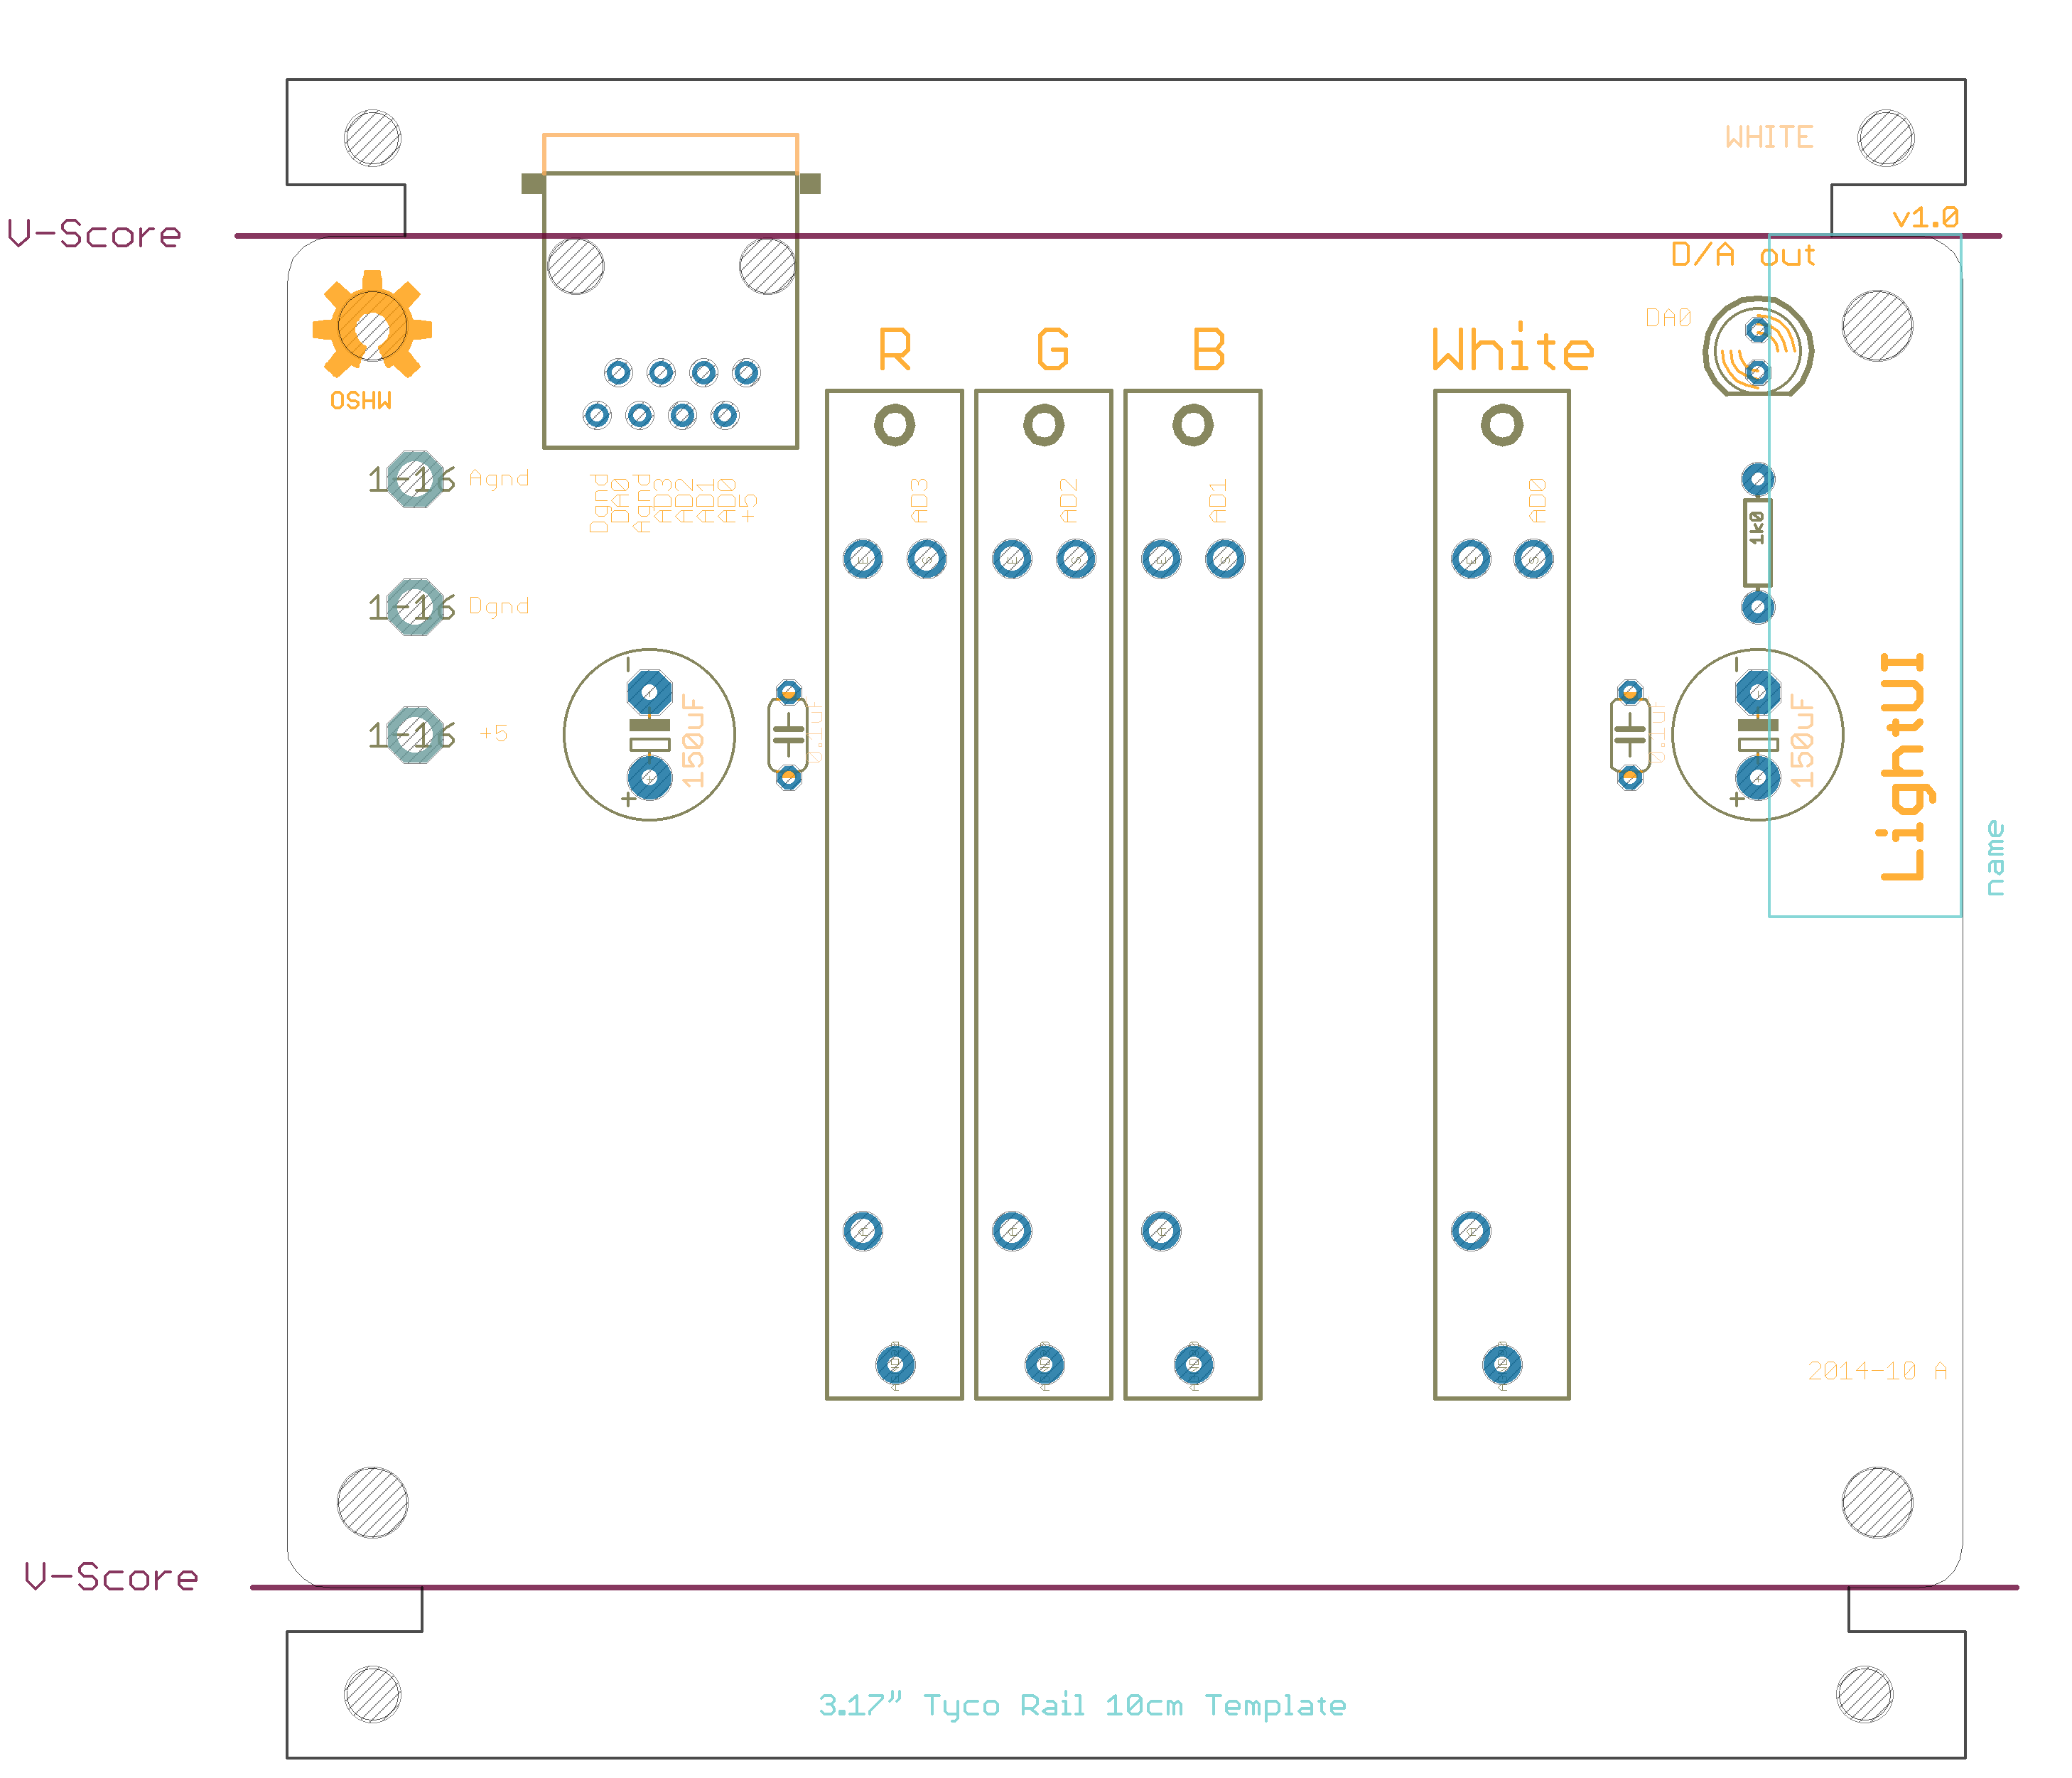 WHITE
V-Score
v1.0
D/A out
DA0
R
G
B
White
OSHW
1-16
Agnd
Dgnd
DA0
Agnd
AD3
AD2
AD1
AD0
+5
AD3
AD2
AD1
AD0
E
S
E
S
E
S
E
S
1k0
1-16
Dgnd
1-16
+5
-
+
150uF
0.1uf
0.1uf
-
+
150uF
LightWI
name
A
A
A
A
2014-10 A
V-Score
3.17" Tyco Rail 10cm Template